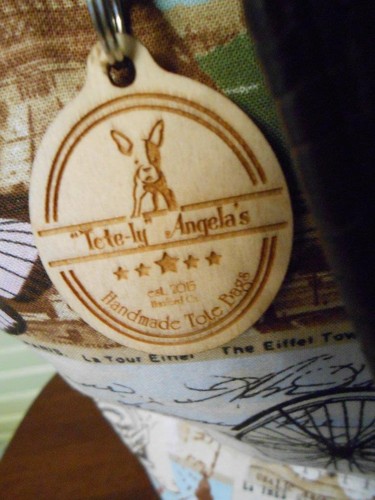 "Tote-ly" Angela's
est. 2016
Handmade Tote Bags
La Tour Eiffel The Eiffel Tow